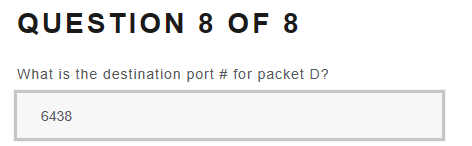 QUESTION 8 OF 8
What is the destination port # for packet D?
6438